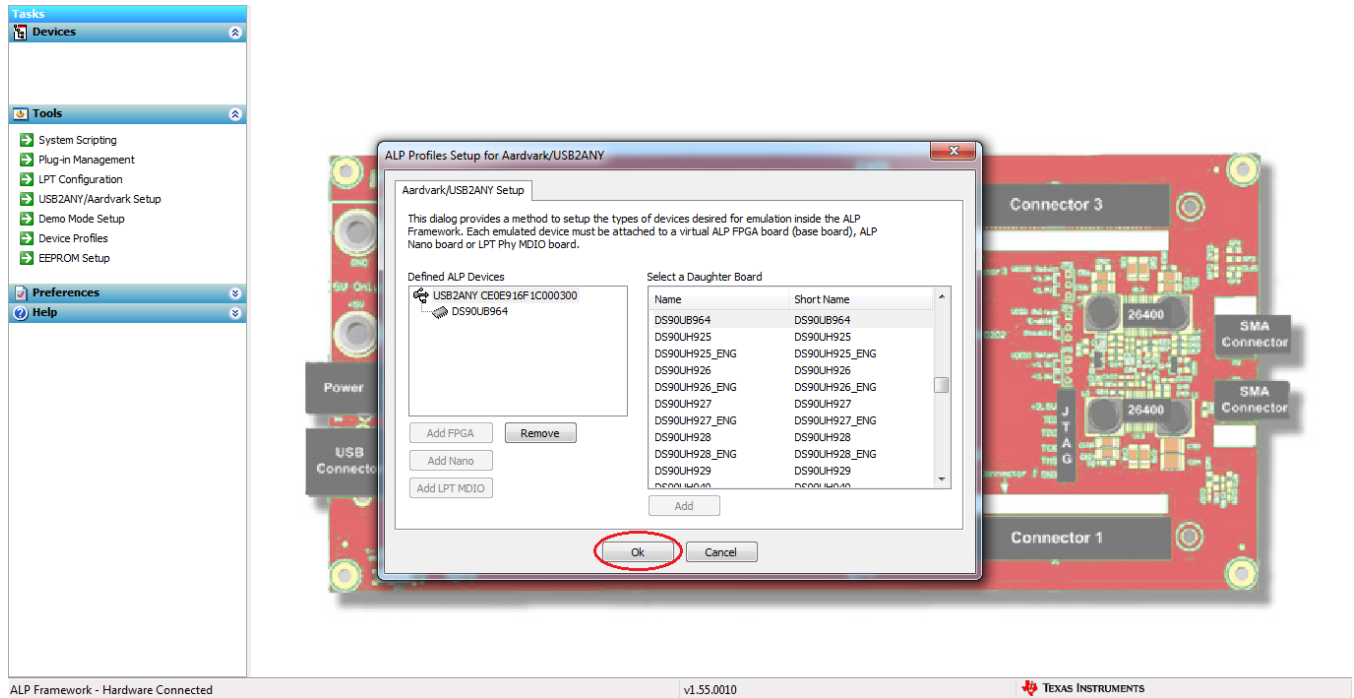 Tasks
Devices
Tools
System Scripting
Plug-in Management
LPT Configuration
USB2ANY/Aardvark Setup
Demo Mode Setup
Device Profiles
EEPROM Setup
Preferences
Help
ALP Profiles Setup for Aardvark/USB2ANY
Aardvark/USB2ANY Setup
This dialog provides a method to setup the types of devices desired for emulation inside the ALP
Framework. Each emulated device must be attached to a virtual ALP FPGA board (base board), ALP
Nano board or LPT Phy MDIO board.
Defined ALP Devices
USB2ANY CE0E916F1C000300
DS90UB964
Add FPGA
Remove
Add Nano
Add LPT MDIO
Select a Daughter Board
Name Short Name
DS90UB964 DS90UB964
DS90UH925 DS90UH925
DS90UH925_ENG DS90UH925_ENG
DS90UH926 DS90UH926
DS90UH926_ENG DS90UH926_ENG
DS90UH927 DS90UH927
DS90UH927_ENG DS90UH927_ENG
DS90UH928 DS90UH928
DS90UH928_ENG DS90UH928_ENG
DS90UH929 DS90UH929
DS90UH940 DS90UH940
Add
Ok Cancel
Power
USB
Connecto
Connector 3
26400
SMA
Connector
SMA
Connector
26400
J
T
A
G
Connector 1
ALP Framework - Hardware Connected
v1.55.0010
TEXAS INSTRUMENTS